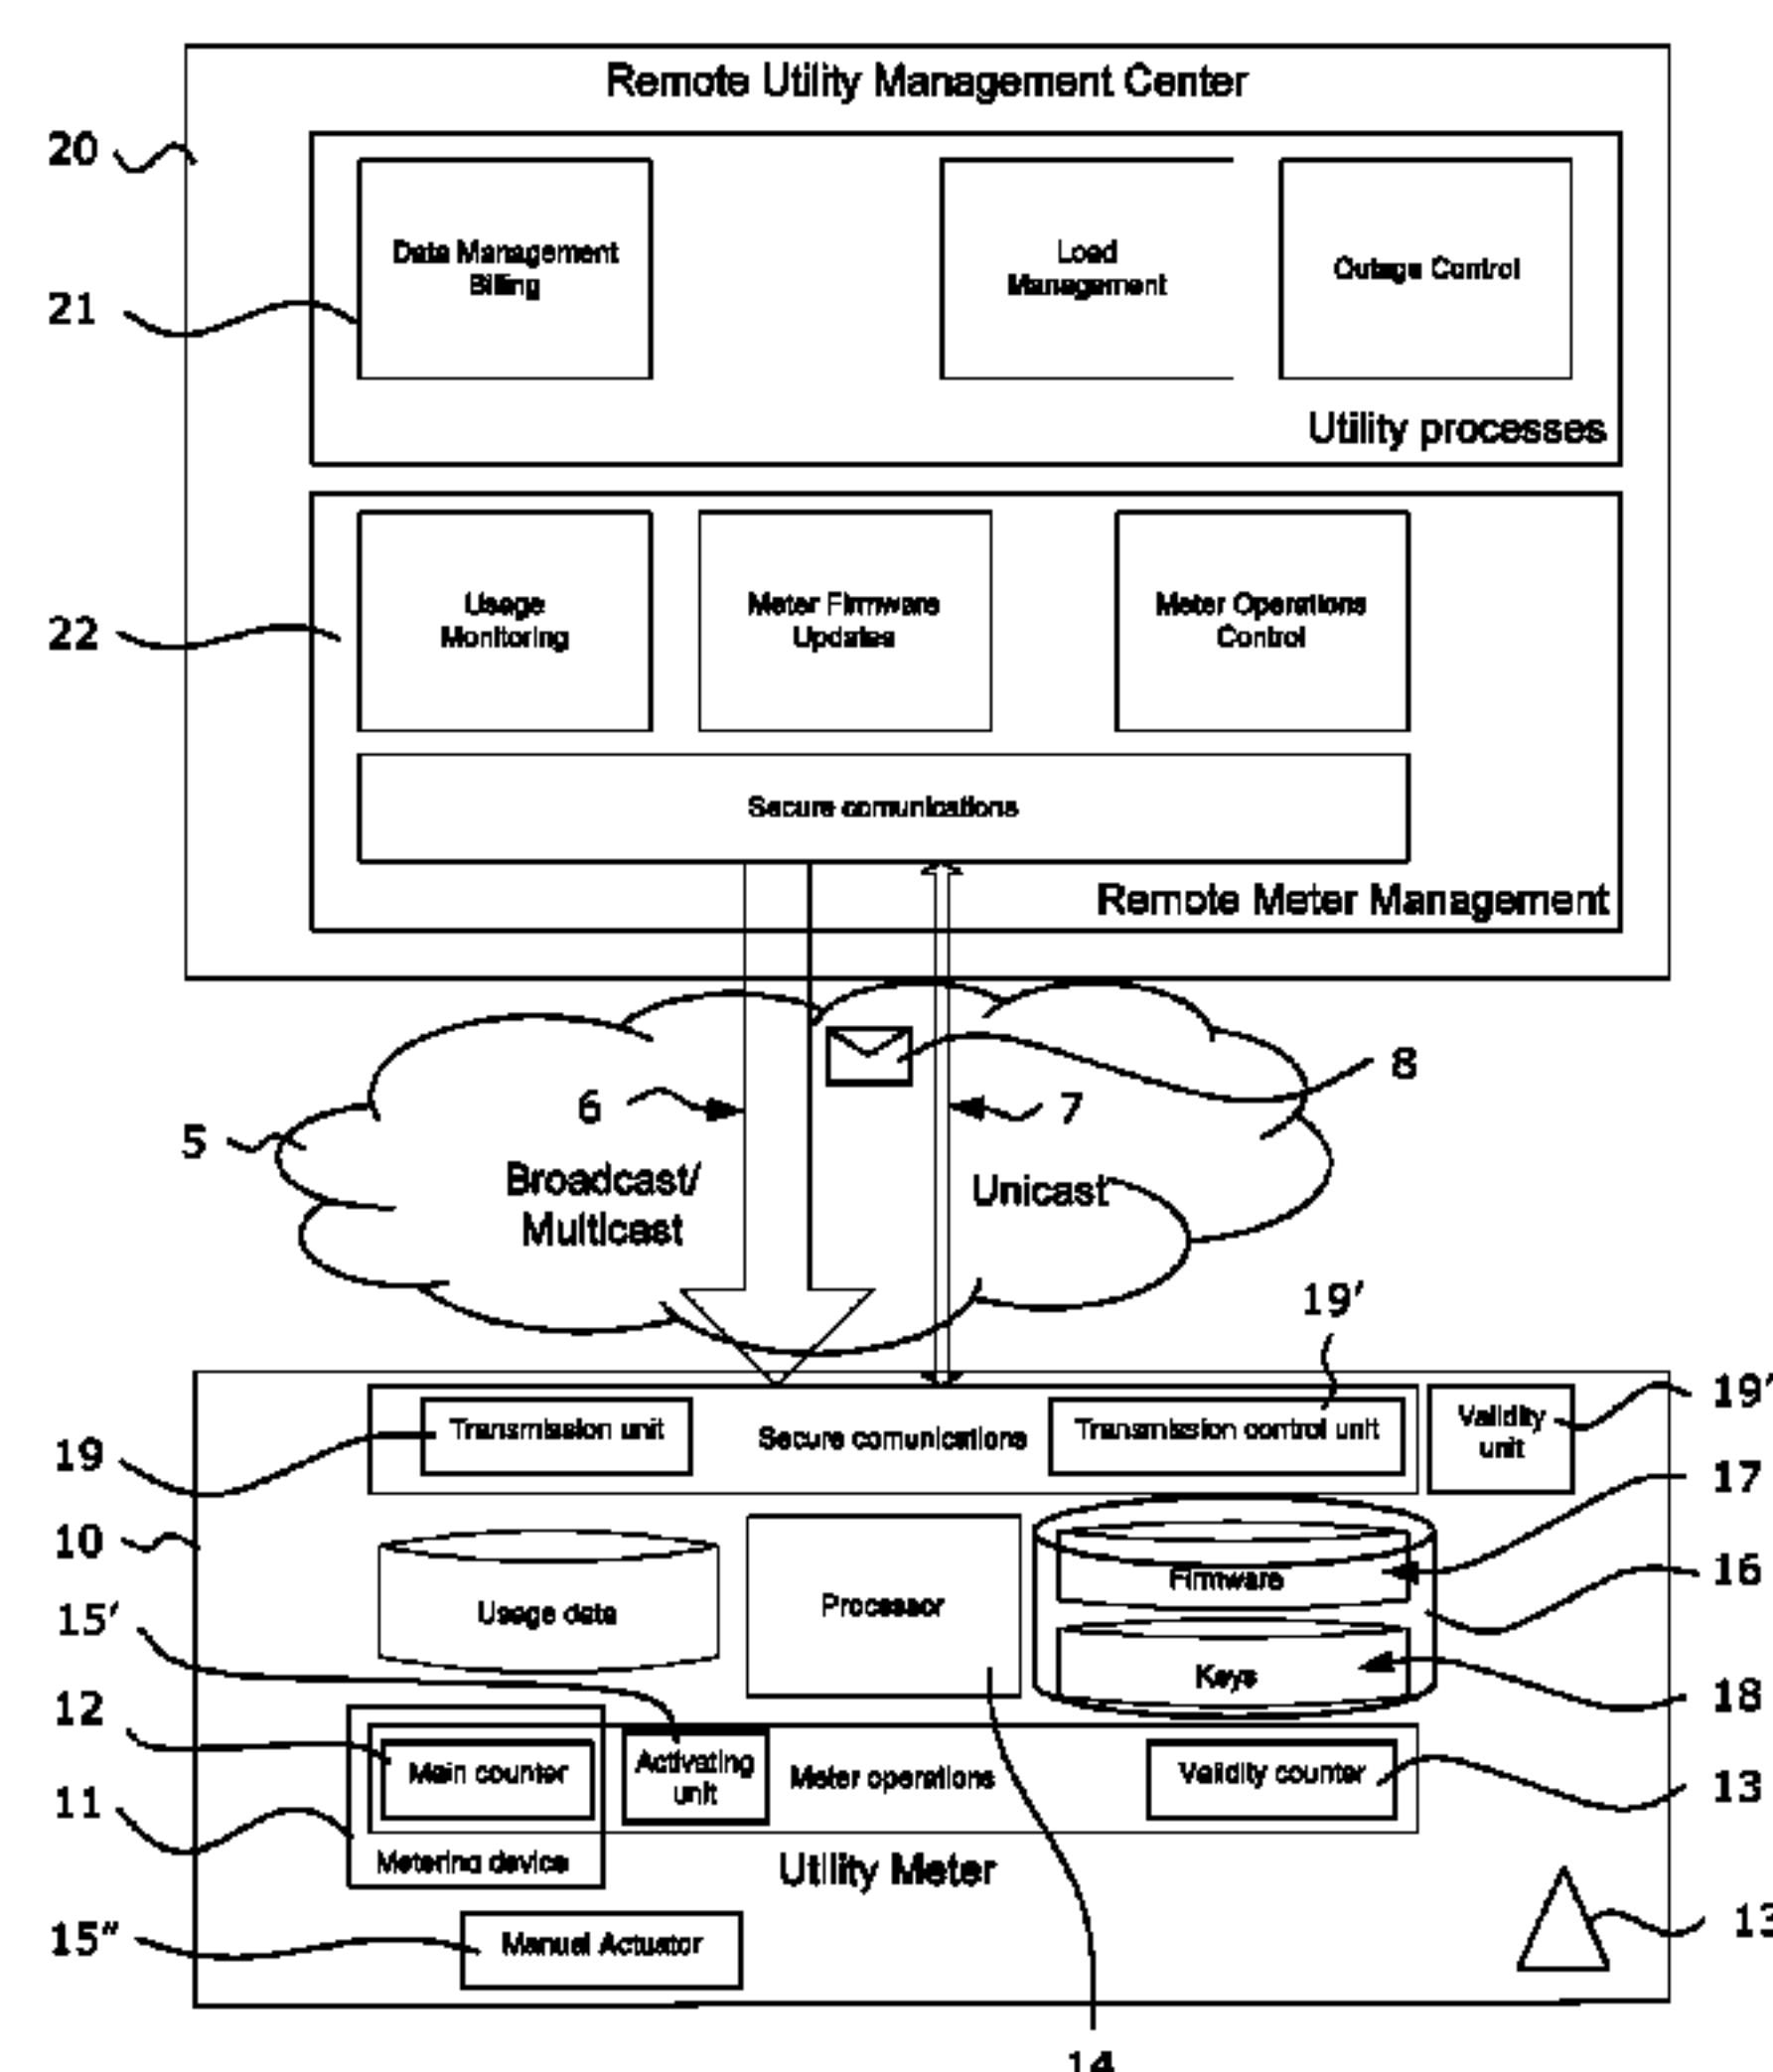 Remote Utility Management Center
20
Data Management
Billing
Load
Management
Outage Control
21
Utility processes
Usage
Monitoring
Meter Firmware
Updates
Meter Operations
Control
22
Secure comunications
Remote Meter Management
8
6
7
5
Broadcast/
Multicast
Unicast
19'
Transmission unit
Secure comunications
Transmission control unit
Validity
unit
19'
19
17
10
Usage data
Processor
Firmware
16
15'
Keys
18
12
Main counter
Activating
unit
Meter operations
Validity counter
13
11
Metering device
Utility Meter
15"
Manual Actuator
13
14